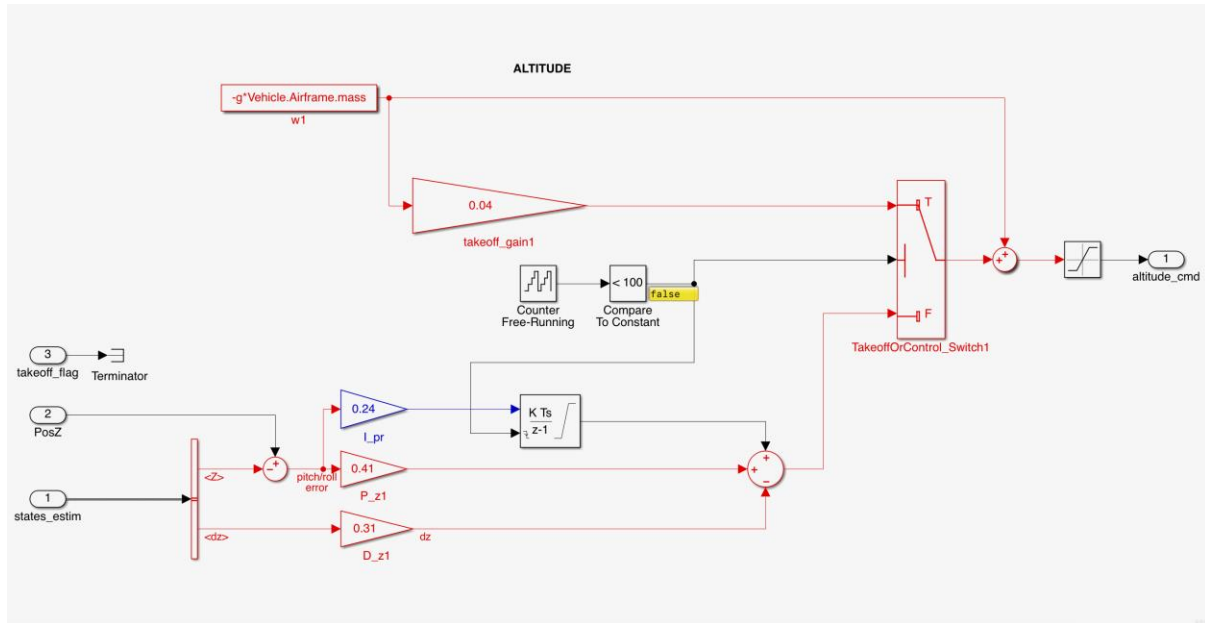 ALTITUDE
-g*Vehicle.Airframe.mass
w1
0.04
takeoff_gain1
T
< 100
false
Counter
Free-Running
Compare
To Constant
1
altitude_cmd
F
TakeoffOrControl_Switch1
3
takeoff_flag
Terminator
2
PosZ
0.24
I_pr
K Ts
z-1
+
-
<Z>
pitch/roll
error
0.41
P_z1
+
+
-
+
+
1
states_estim
<dz>
0.31
D_z1
dz